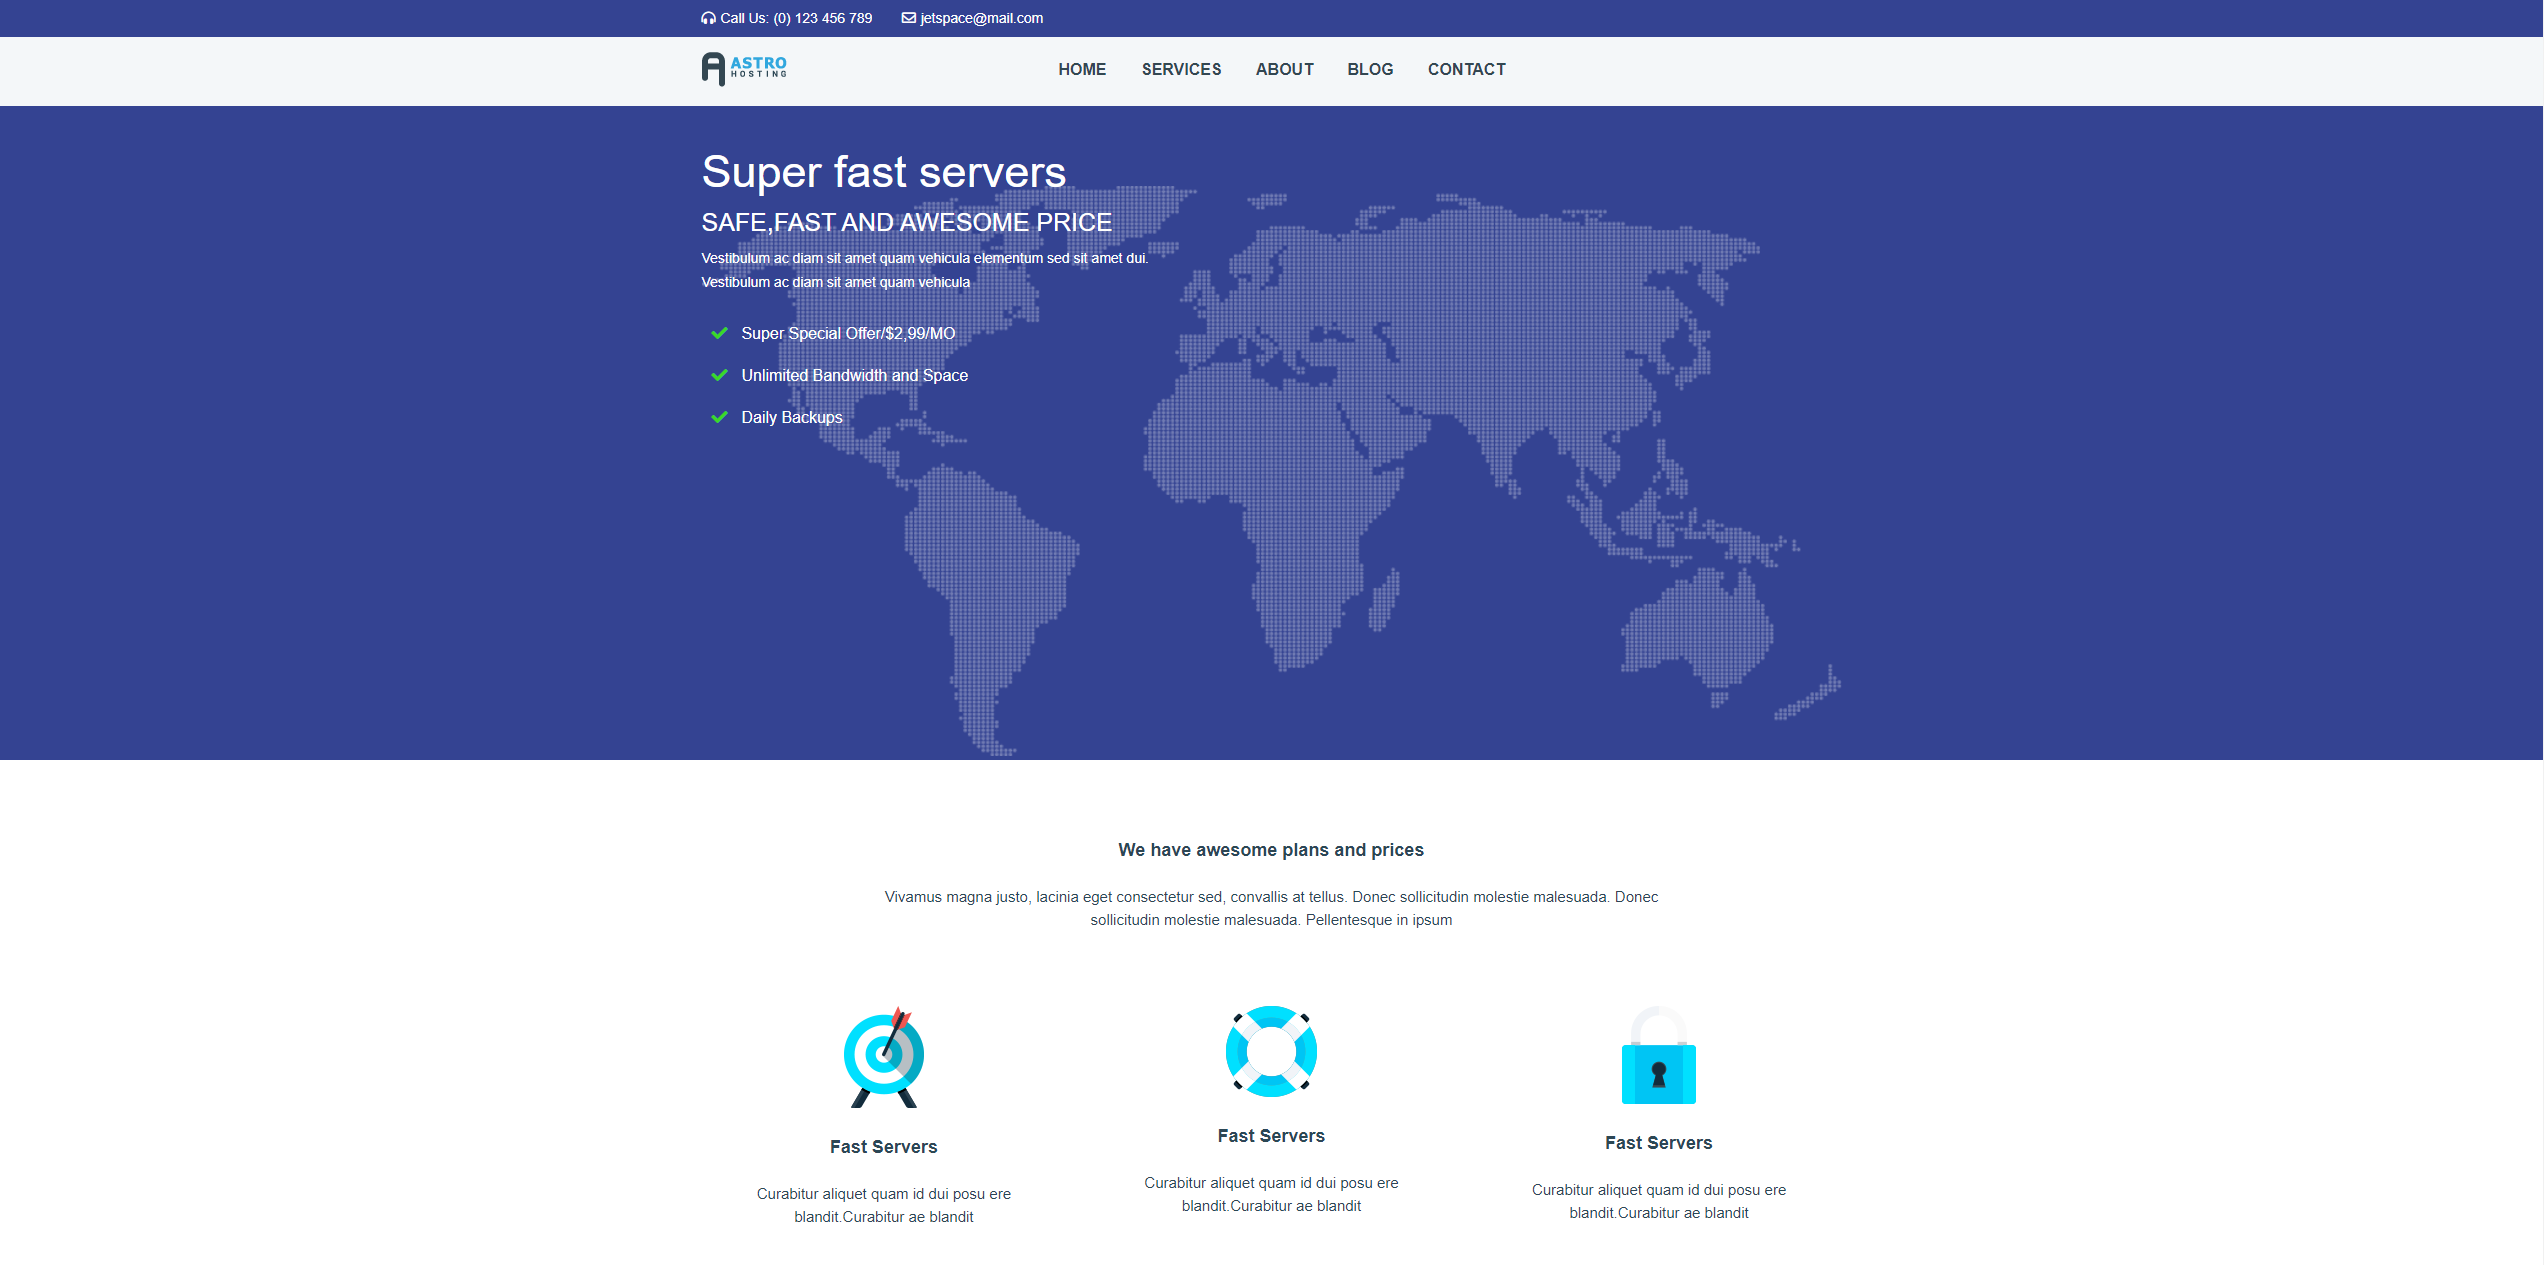 Call Us: (0) 123 456 789 jetspace@mail.com
ASTRO
HOSTING
HOME SERVICES ABOUT BLOG CONTACT
Super fast servers
SAFE,FAST AND AWESOME PRICE
Vestibulum ac diam sit amet quam vehicula elementum sed sit amet dui.
Vestibulum ac diam sit amet quam vehicula
Super Special Offer/$2,99/MO
Unlimited Bandwidth and Space
Daily Backups
We have awesome plans and prices
Vivamus magna justo, lacinia eget consectetur sed, convallis at tellus. Donec sollicitudin molestie malesuada. Donec
sollicitudin molestie malesuada. Pellentesque in ipsum
Fast Servers
Curabitur aliquet quam id dui posu ere
blandit.Curabitur ae blandit
Fast Servers
Curabitur aliquet quam id dui posu ere
blandit.Curabitur ae blandit
Fast Servers
Curabitur aliquet quam id dui posu ere
blandit.Curabitur ae blandit